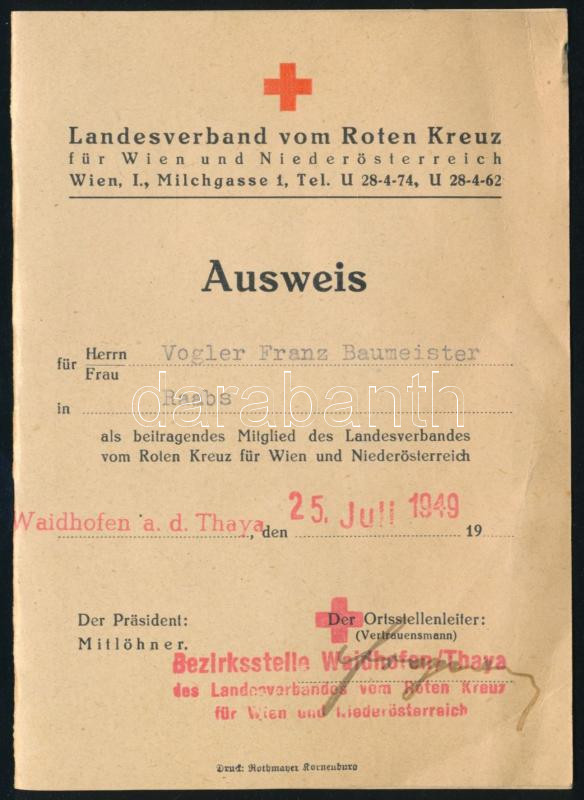 Landesverband vom Roten Kreuz
für Wien und Niederösterreich
Wien, I., Milchgasse 1, Tel. U 28-4-74, U 28-4-62
Ausweis
für Herrn Frau Vogler Franz Baumeister
in Raabs
darabanth
als beitragendes Mitglied des Landesverbandes
vom Roten Kreuz für Wien und Niederösterreich
Waidhofen a. d. Thaya, den 25. Juli 1949 19
Der Präsident:
Mitlöhner.
Der Ortsstellenleiter:
(Vertrauensmann)
Bezirksstelle Waidhofen/Thaya
des Landesverbandes vom Roten Kreuz
für Wien und Niederösterreich
Druck: Rothmayer Korneuburg